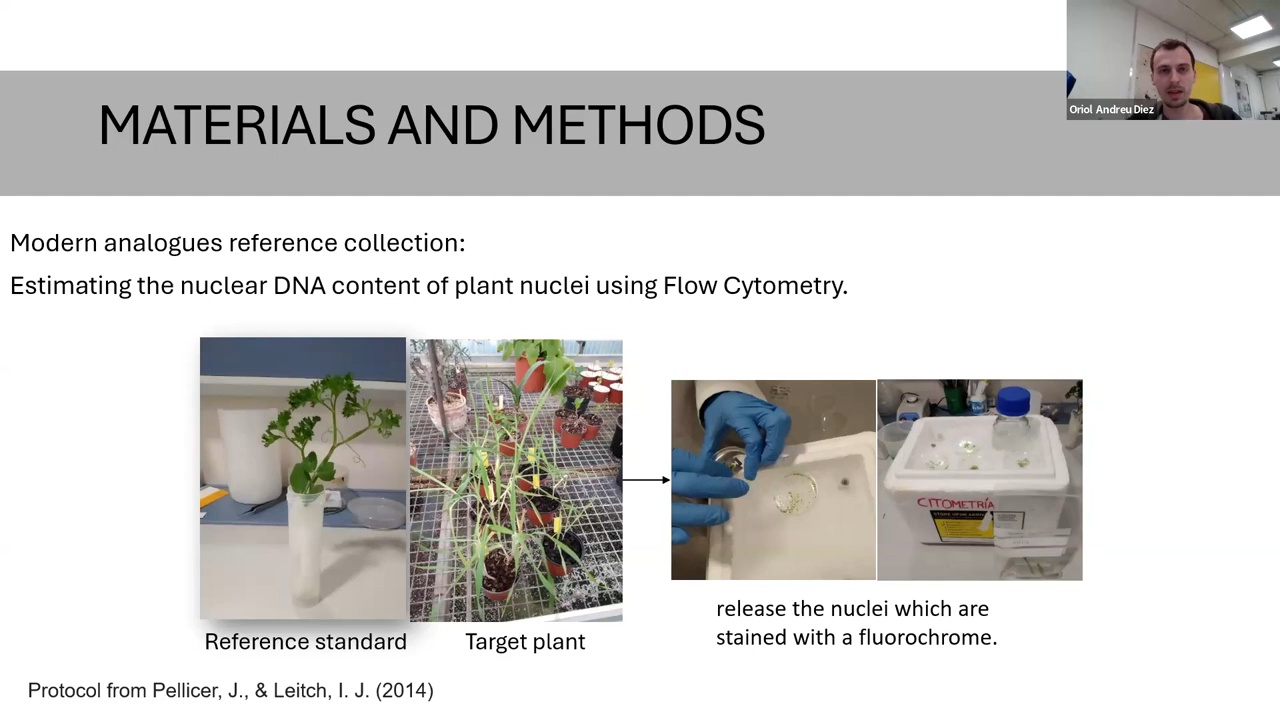 Oriol Andreu Diez
MATERIALS AND METHODS
Modern analogues reference collection:
Estimating the nuclear DNA content of plant nuclei using Flow Cytometry.
CITOMETRÍA
release the nuclei which are
stained with a fluorochrome.
Reference standard
Target plant
Protocol from Pellicer, J., & Leitch, I. J. (2014)